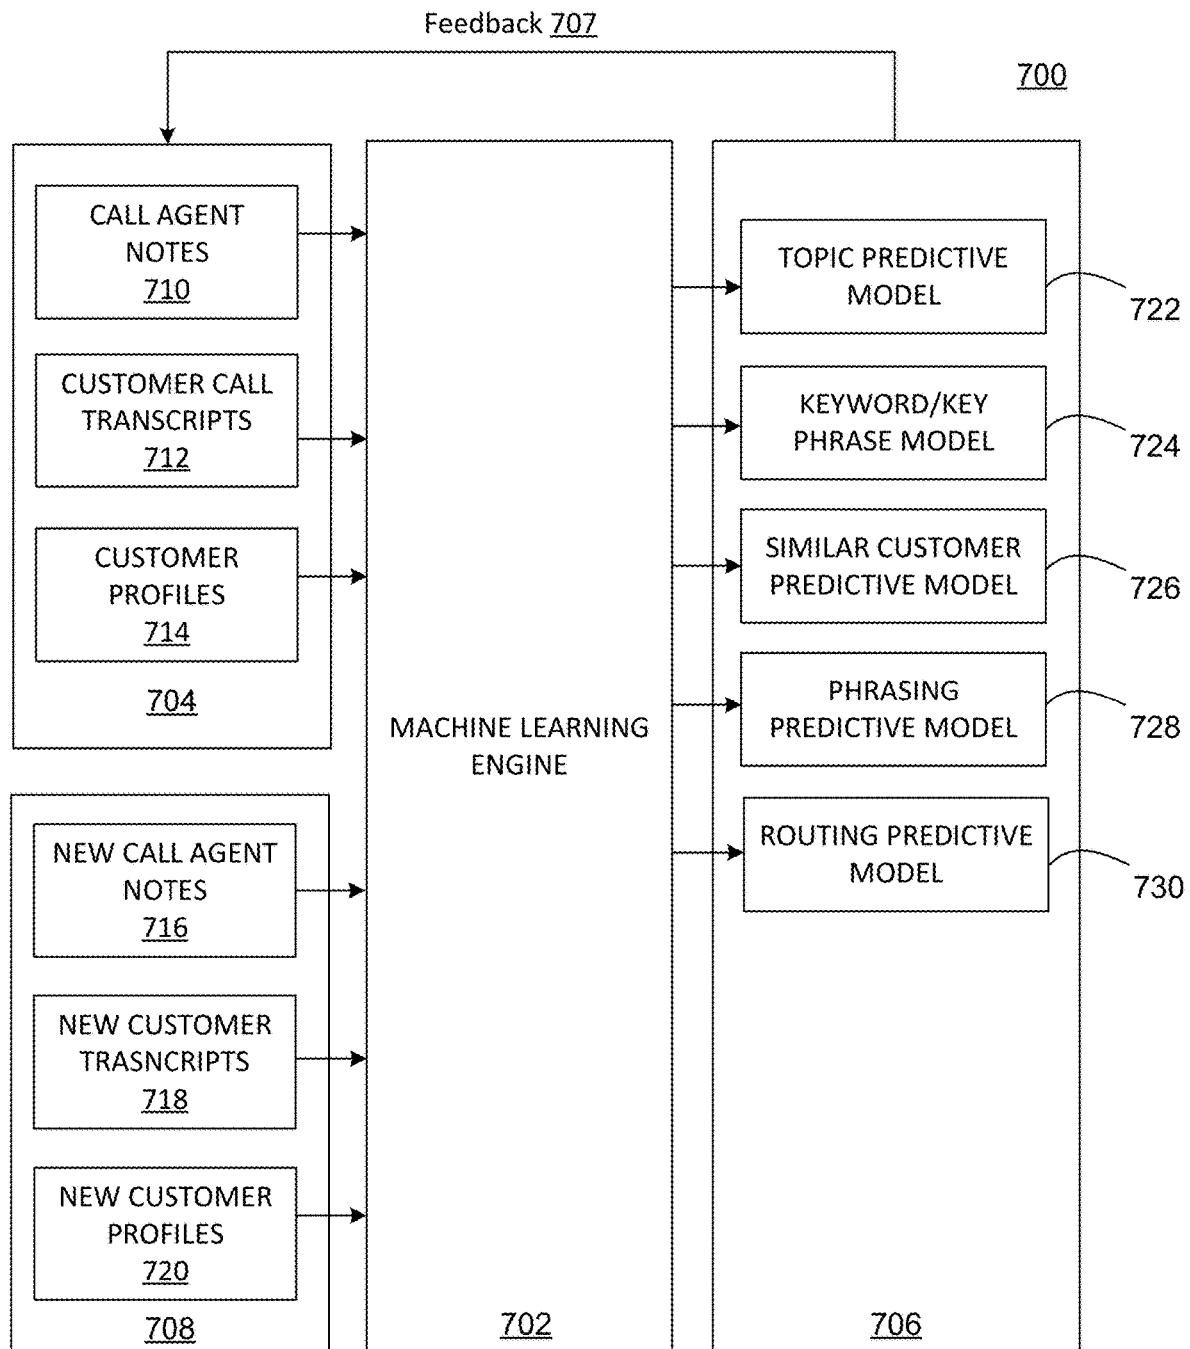 Feedback 707
700
CALL AGENT
NOTES
710
CUSTOMER CALL
TRANSCRIPTS
712
CUSTOMER
PROFILES
714
704
NEW CALL AGENT
NOTES
716
NEW CUSTOMER
TRASNCRIPTS
718
NEW CUSTOMER
PROFILES
720
708
MACHINE LEARNING
ENGINE
702
TOPIC PREDICTIVE
MODEL
722
KEYWORD/KEY
PHRASE MODEL
724
SIMILAR CUSTOMER
PREDICTIVE MODEL
726
PHRASING
PREDICTIVE MODEL
728
ROUTING PREDICTIVE
MODEL
730
706